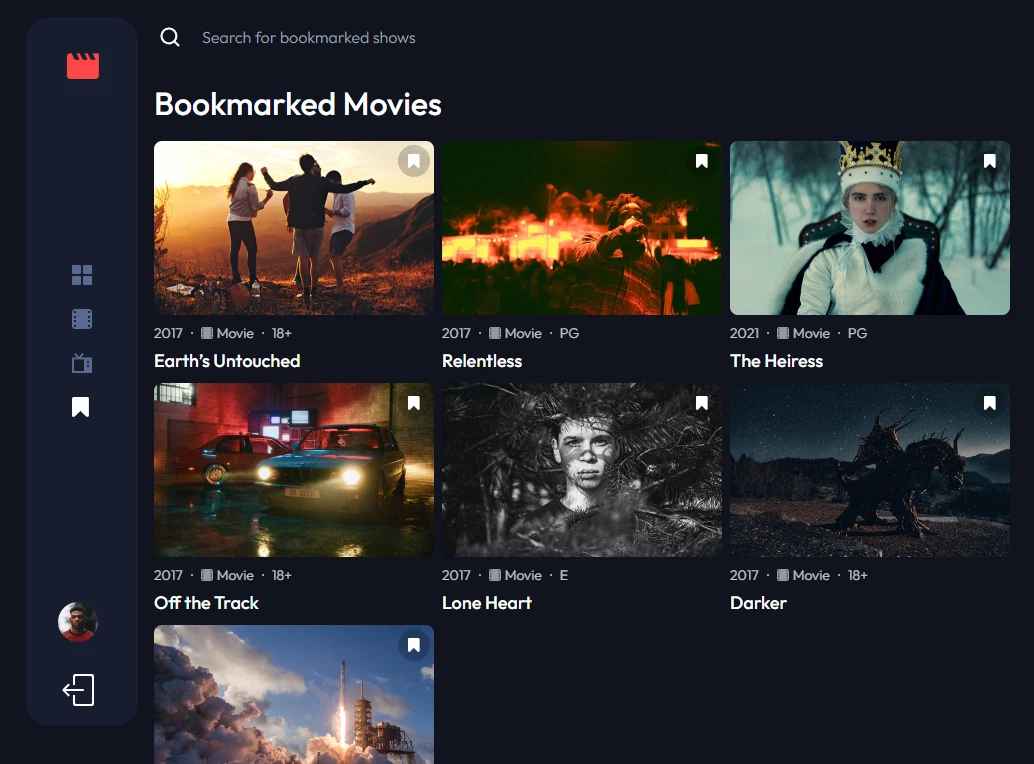 Search for bookmarked shows
Bookmarked Movies
2017 · Movie · 18+
Earth’s Untouched
2017 · Movie · PG
Relentless
2021 · Movie · PG
The Heiress
2017 · Movie · 18+
Off the Track
2017 · Movie · E
Lone Heart
2017 · Movie · 18+
Darker